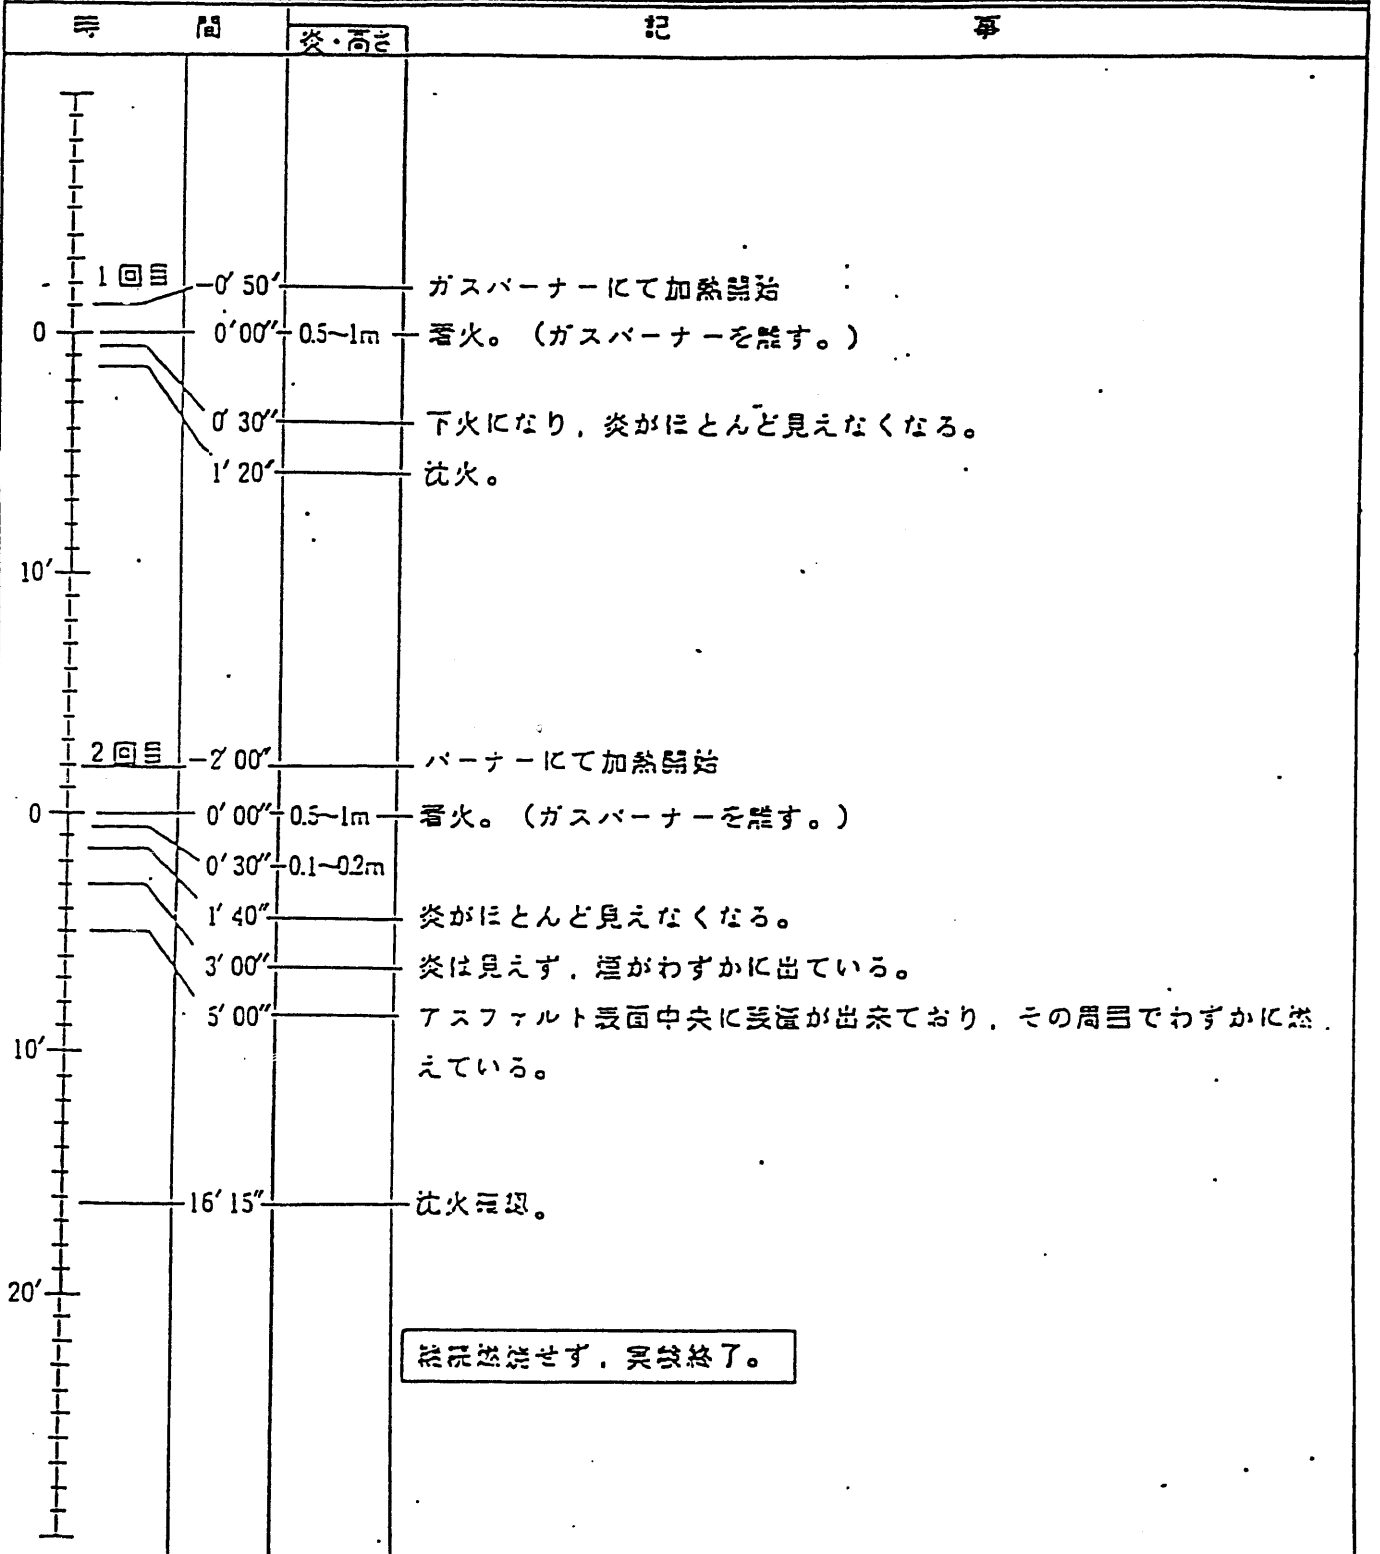 時 間 炎・高さ 記 事
1回目 -0' 50' ガスバーナーにて加熱開始
0 0' 00" 0.5~1m 着火。(ガスバーナーを離す。)
0' 30" 下火になり,炎がほとんど見えなくなる。
1' 20' 沈火。
10'
2回目 -2' 00" バーナーにて加熱開始
0 0' 00" 0.5~1m 着火。(ガスバーナーを離す。)
0' 30" 0.1~0.2m
1' 40" 炎がほとんど見えなくなる。
3' 00" 炎は見えず,煙がわずかに出ている。
5' 00" アスファルト表面中央に が出来ており,その周囲でわずかに燃
10' えている。
16' 15" 沈火確認。
20'
継続燃焼せず,実験終了。